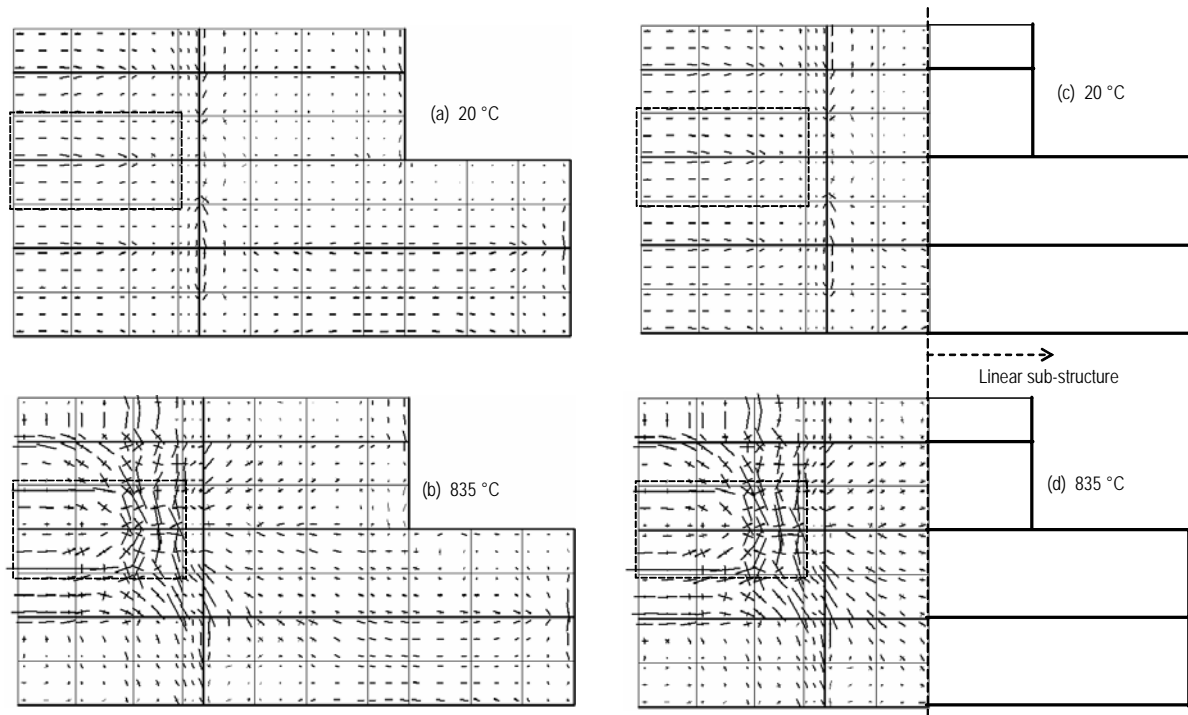 (a) 20 °C
(c) 20 °C
Linear sub-structure
(b) 835 °C
(d) 835 °C